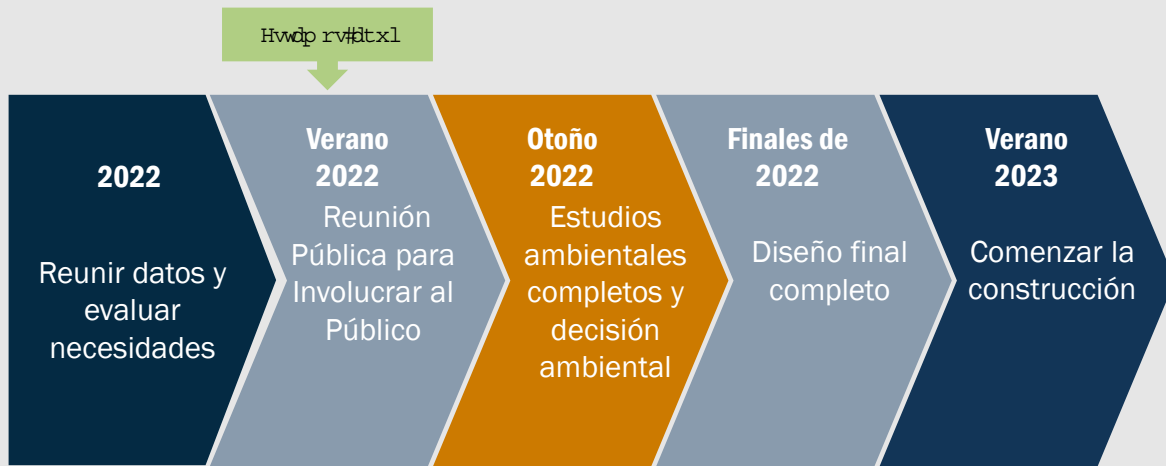 Hvwdp rv#dtxl
2022
Reunir datos y
evaluar
necesidades
Verano
2022
Reunión
Pública para
Involucrar al
Público
Otoño
2022
Estudios
ambientales
completos y
decisión
ambiental
Finales de
2022
Diseño final
completo
Verano
2023
Comenzar la
construcción